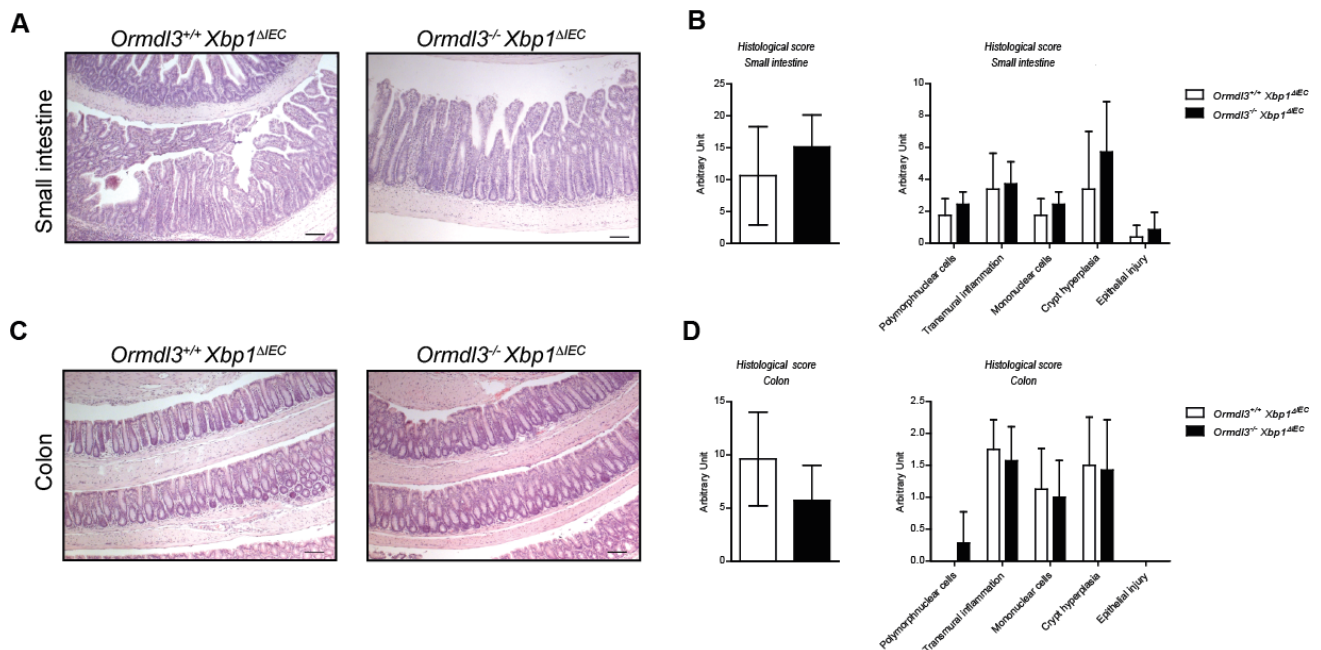 A
Ormdl3+/+ Xbp1ΔIEC
Ormdl3-/- Xbp1ΔIEC
Small intestine
B
Histological score
Small intestine
Arbitrary Unit
25
20
15
10
5
0
Histological score
Small intestine
Arbitrary Unit
10
8
6
4
2
0
Polymorphnuclear cells
Transmural inflammation
Mononuclear cells
Crypt hyperplasia
Epithelial injury
Ormdl3+/+ Xbp1ΔIEC
Ormdl3-/- Xbp1ΔIEC
C
Ormdl3+/+ Xbp1ΔIEC
Ormdl3-/- Xbp1ΔIEC
Colon
D
Histological score
Colon
Arbitrary Unit
15
10
5
0
Histological score
Colon
Arbitrary Unit
2.5
2.0
1.5
1.0
0.5
0.0
Polymorphnuclear cells
Transmural inflammation
Mononuclear cells
Crypt hyperplasia
Epithelial injury
Ormdl3+/+ Xbp1ΔIEC
Ormdl3-/- Xbp1ΔIEC